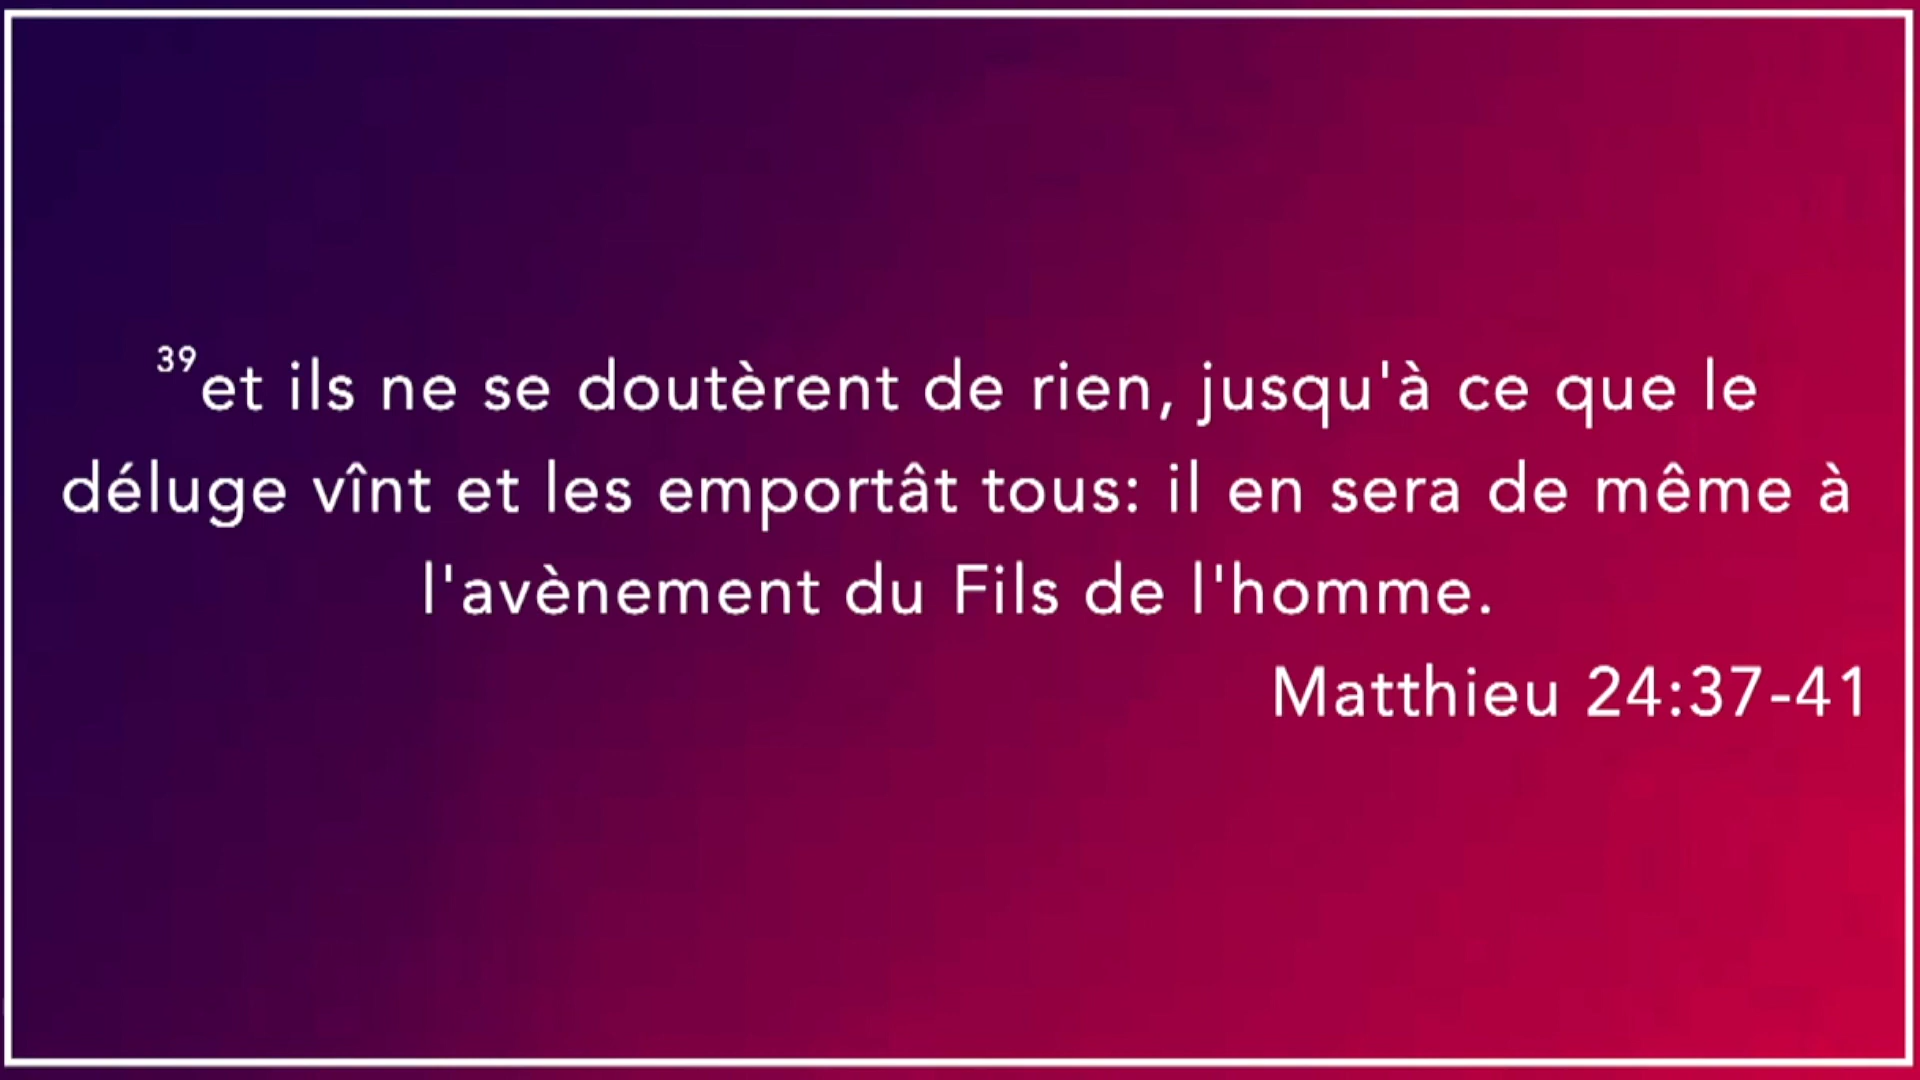 39et ils ne se doutèrent de rien, jusqu'à ce que le
déluge vînt et les emportât tous: il en sera de même à
l'avènement du Fils de l'homme.
Matthieu 24:37-41